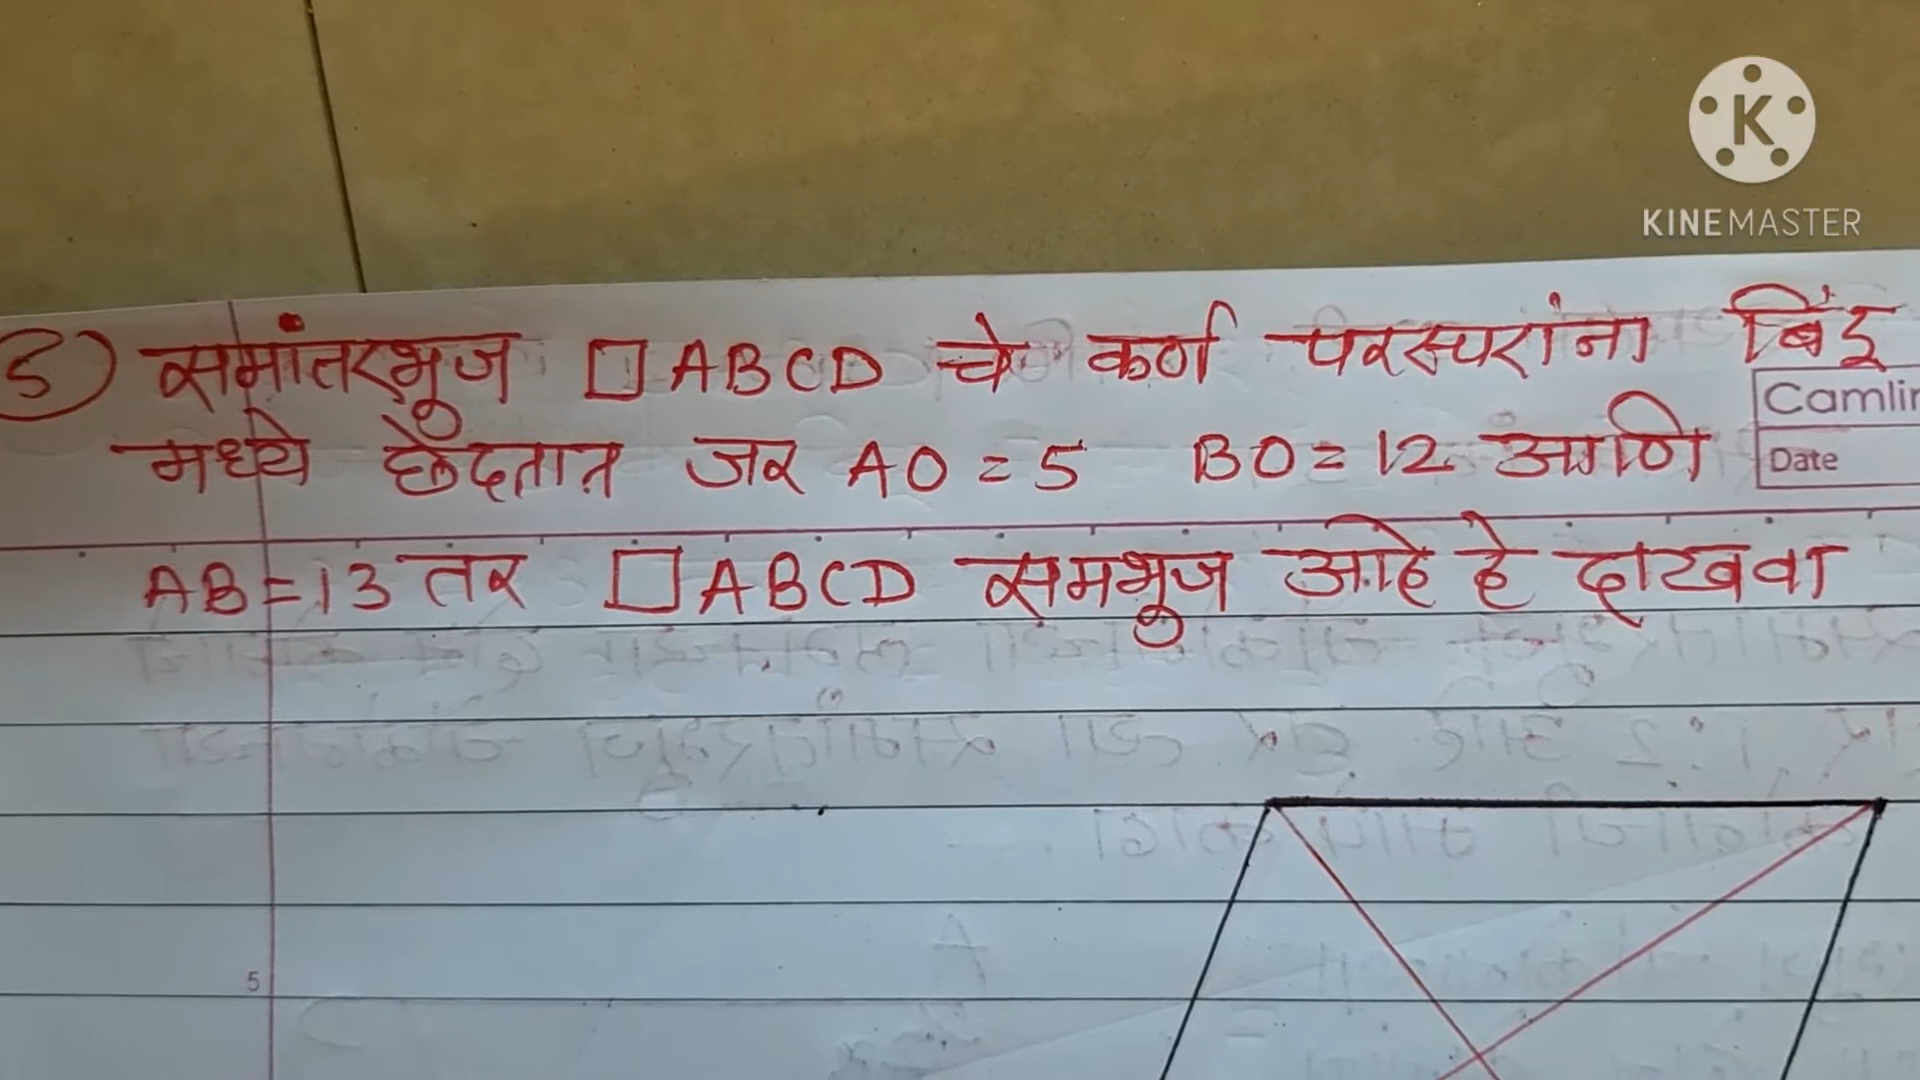 K
KINEMASTER
5) समांतरभुज □ABCD चे कर्ण परस्परांना बिंदू
मध्ये छेदतात जर AO = 5 BO = 12 आणि
Camlin
Date
AB = 13 तर □ABCD समभुज आहे हे दाखवा
5